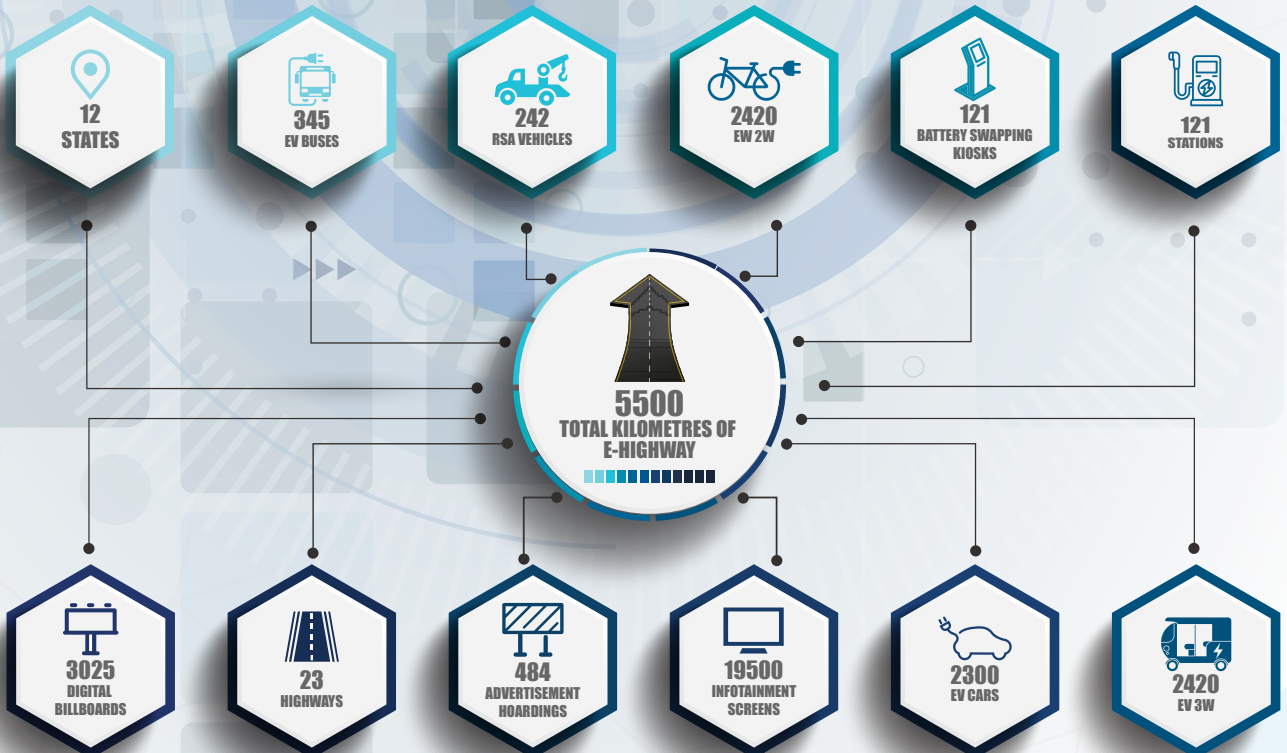 12
STATES
345
EV BUSES
242
RSA VEHICLES
2420
EW 2W
121
BATTERY SWAPPING
KIOSKS
121
STATIONS
5500
TOTAL KILOMETRES OF
E-HIGHWAY
3025
DIGITAL
BILLBOARDS
23
HIGHWAYS
484
ADVERTISEMENT
HOARDINGS
19500
INFOTAINMENT
SCREENS
2300
EV CARS
2420
EV 3W